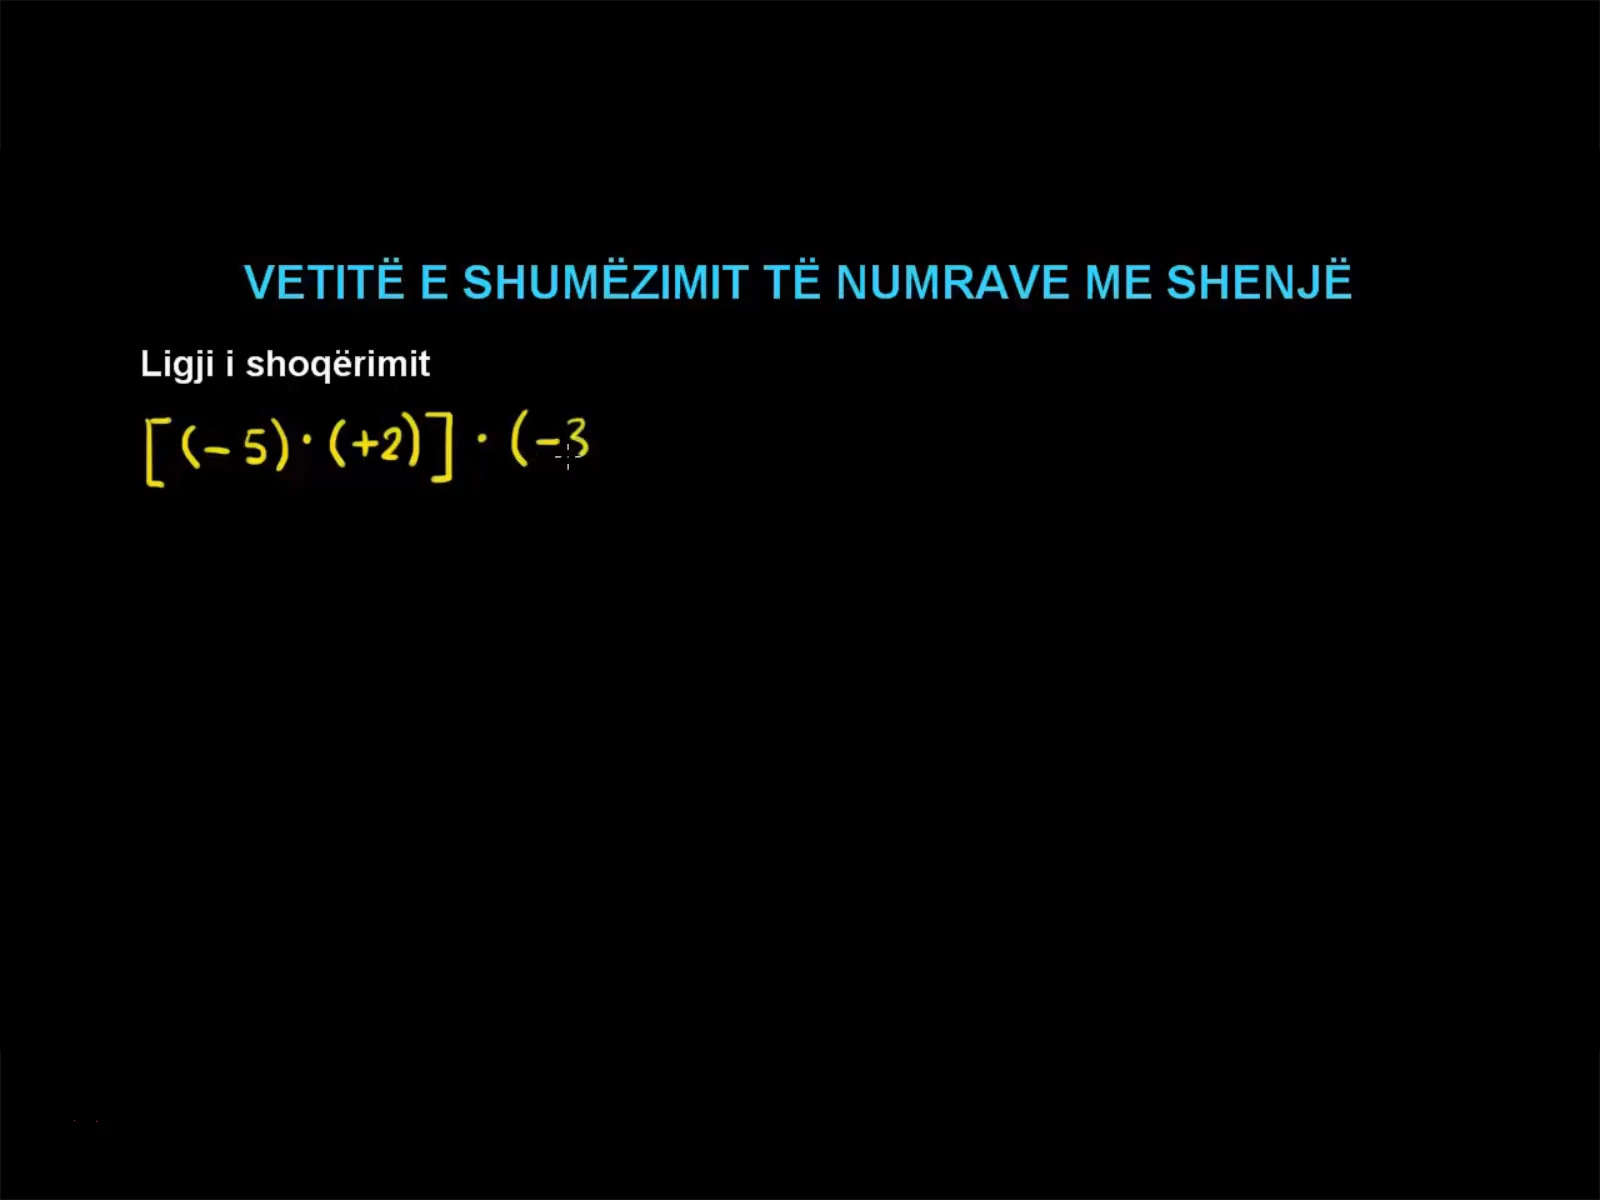 VETITË E SHUMËZIMIT TË NUMRAVE ME SHENJË
Ligji i shoqërimit
[(-5)·(+2)]·(-3